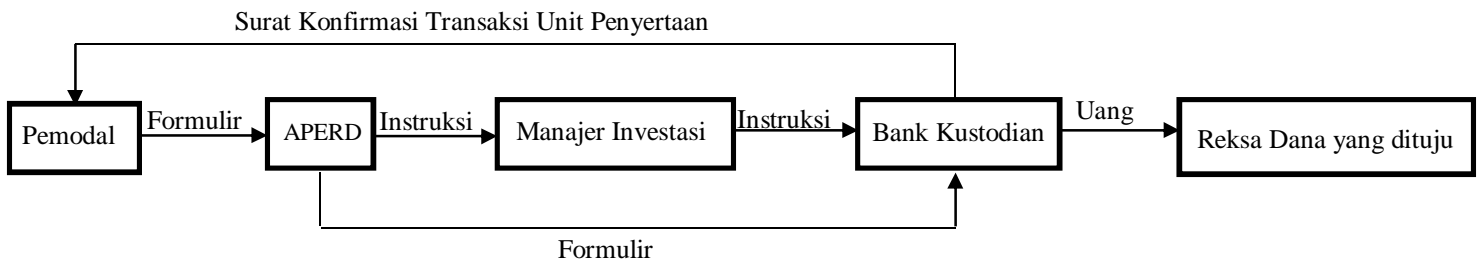 Surat Konfirmasi Transaksi Unit Penyertaan
Pemodal
Formulir
APERD
Instruksi
Manajer Investasi
Instruksi
Bank Kustodian
Uang
Reksa Dana yang dituju
Formulir